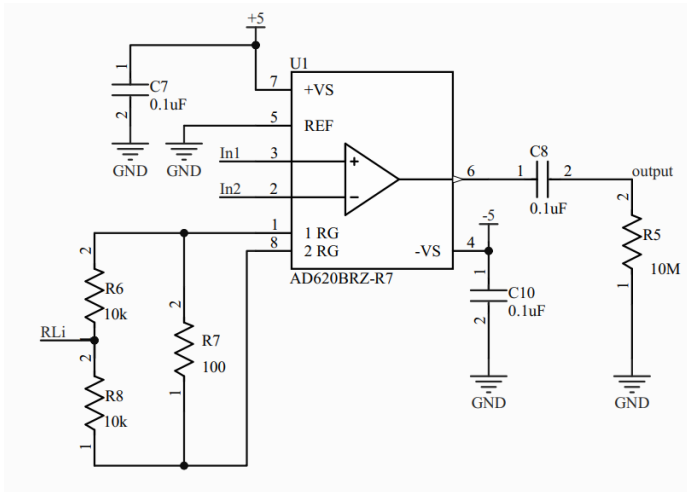 +5
U1
1
C7
0.1uF
2
GND
GND
7
+VS
5
REF
In1
3
+
In2
2
-
1
1 RG
8
2 RG
-VS
4
AD620BRZ-R7
6
1
C8
2
0.1uF
output
2
R5
10M
1
GND
-5
1
C10
0.1uF
2
GND
2
R6
10k
RLi
2
R8
10k
1
2
R7
100
1